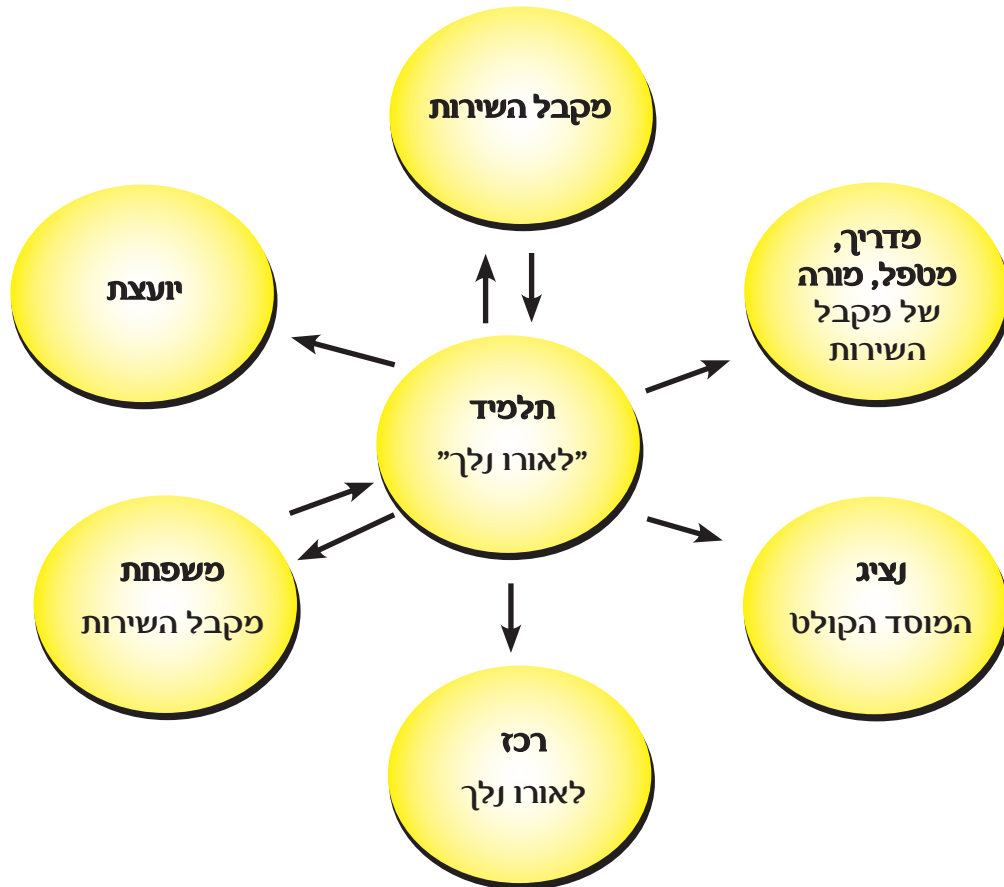 מקבל השירות
מדריך,
מטפל, מורה
של מקבל
השירות
יועצת
תלמיד
"לאורו נלך"
נציג
המוסד הקולט
משפחת
מקבל השירות
רכז
לאורו נלך